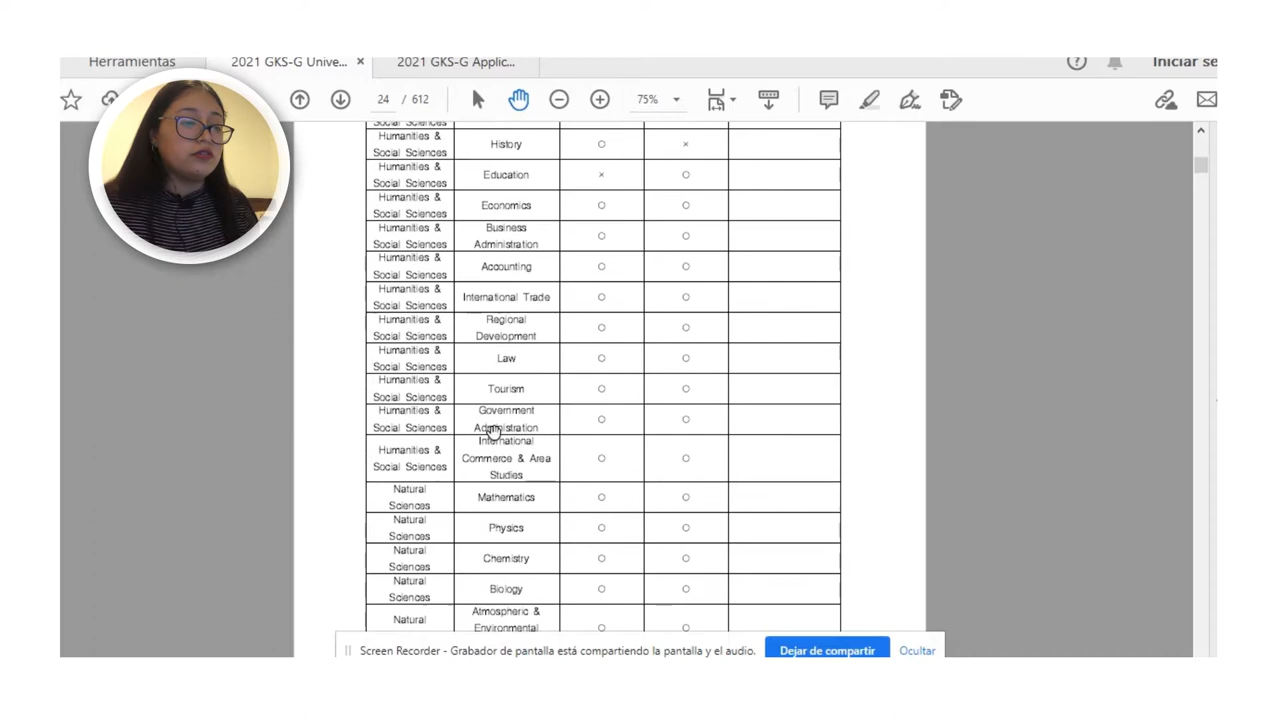 Herramientas
2021 GKS-G Unive... ×
2021 GKS-G Applic...
Iniciar se
24 / 612
75%
Social Sciences
Humanities &
Social Sciences
History
○ ×
Humanities &
Social Sciences
Education
× ○
Humanities &
Social Sciences
Economics
○ ○
Humanities &
Social Sciences
Business
Administration
○ ○
Humanities &
Social Sciences
Accounting
○ ○
Humanities &
Social Sciences
International Trade
○ ○
Humanities &
Social Sciences
Regional
Development
○ ○
Humanities &
Social Sciences
Law
○ ○
Humanities &
Social Sciences
Tourism
○ ○
Humanities &
Social Sciences
Government
Administration
○ ○
Humanities &
Social Sciences
International
Commerce & Area
Studies
○ ○
Natural
Sciences
Mathematics
○ ○
Natural
Sciences
Physics
○ ○
Natural
Sciences
Chemistry
○ ○
Natural
Sciences
Biology
○ ○
Natural
Atmospheric &
Environmental
○ ○
Screen Recorder - Grabador de pantalla está compartiendo la pantalla y el audio.
Dejar de compartir
Ocultar